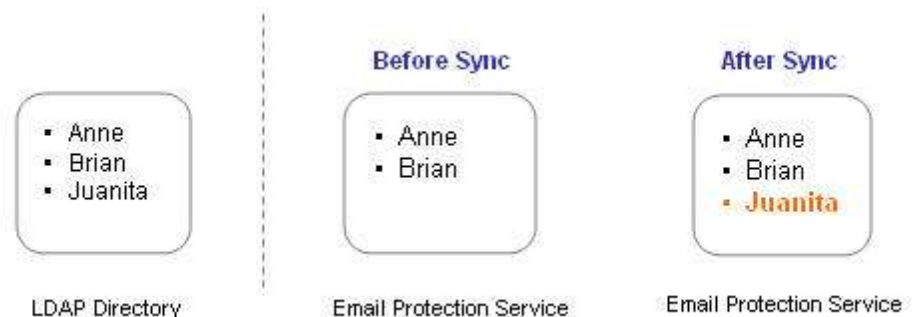 Before Sync
After Sync
▪ Anne
▪ Brian
▪ Juanita
▪ Anne
▪ Brian
▪ Anne
▪ Brian
▪ Juanita
LDAP Directory
Email Protection Service
Email Protection Service